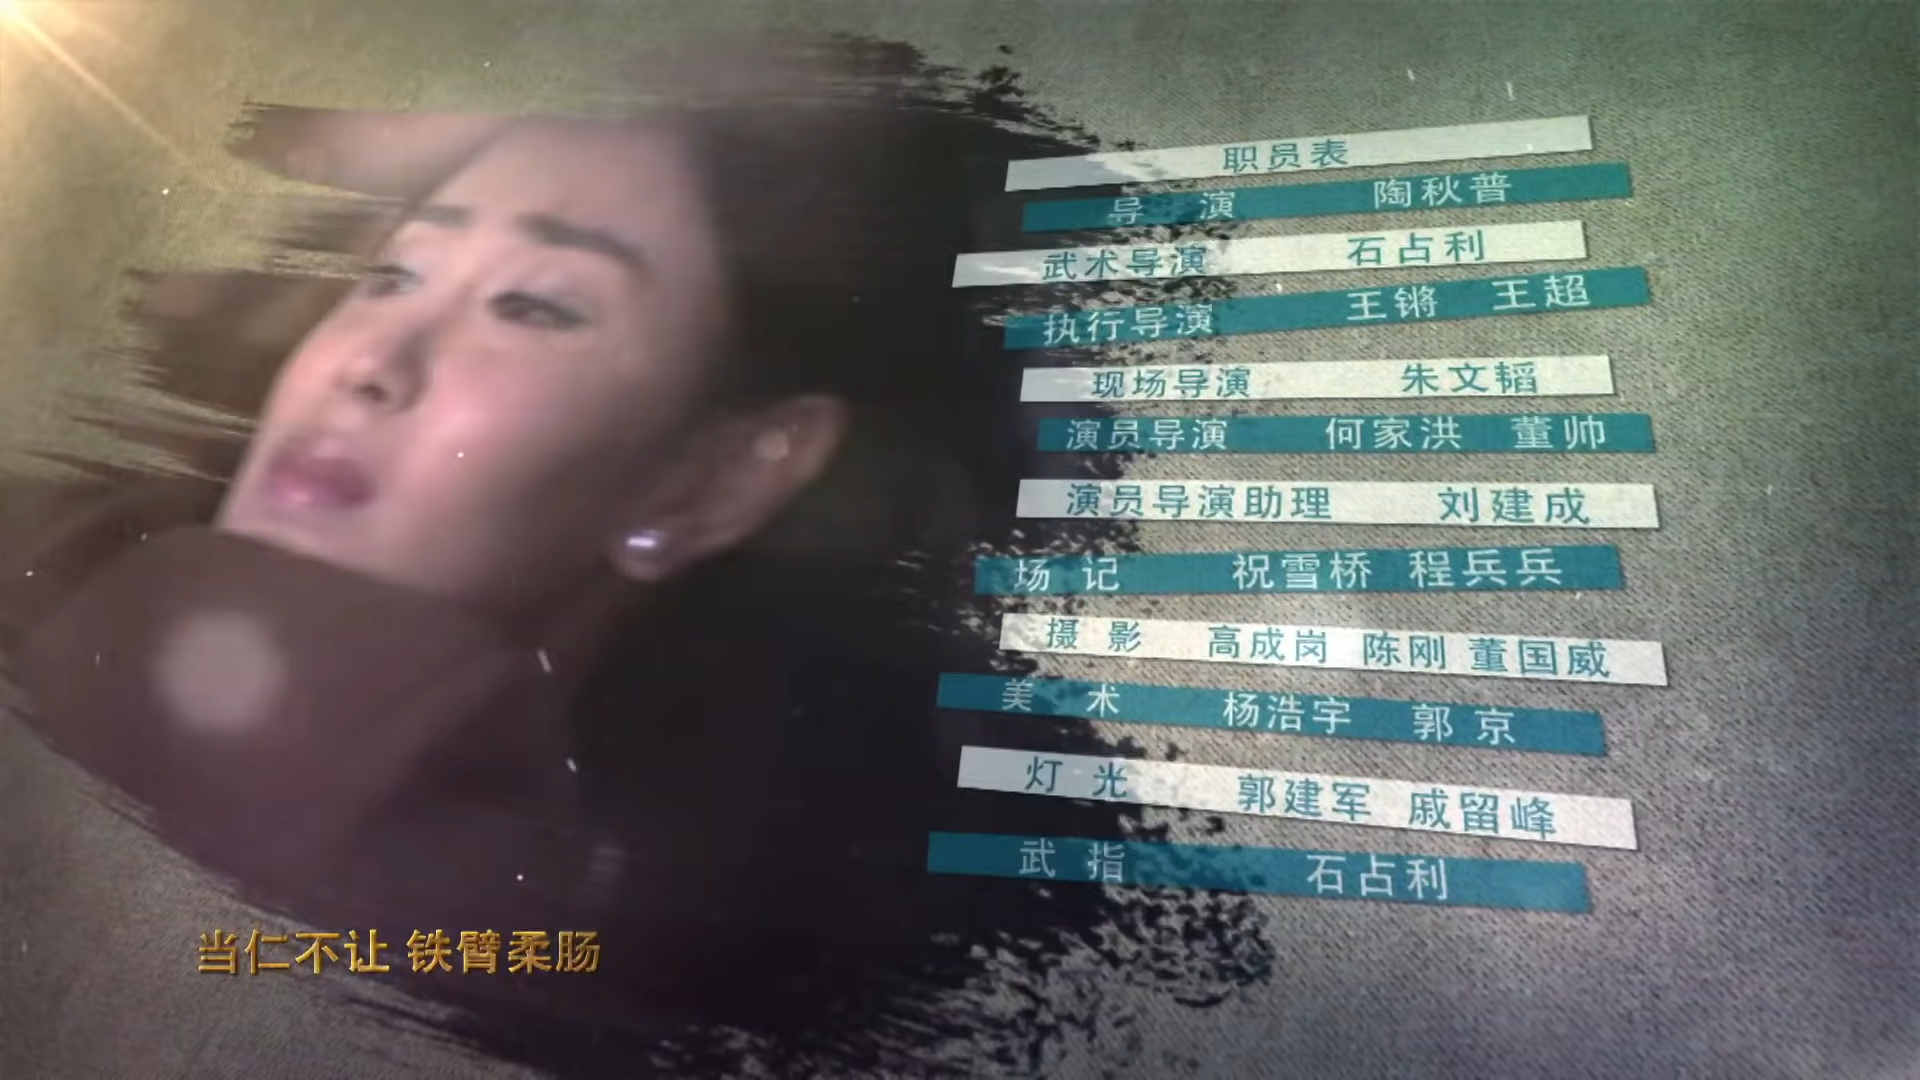 职员表
导 演 陶秋普
武术导演 石占利
执行导演 王锵 王超
现场导演 朱文韬
演员导演 何家洪 董帅
演员导演助理 刘建成
场 记 祝雪桥 程兵兵
摄 影 高成岗 陈刚 董国威
美 术 杨浩宇 郭京
灯 光 郭建军 戚留峰
武 指 石占利
当仁不让 铁臂柔肠